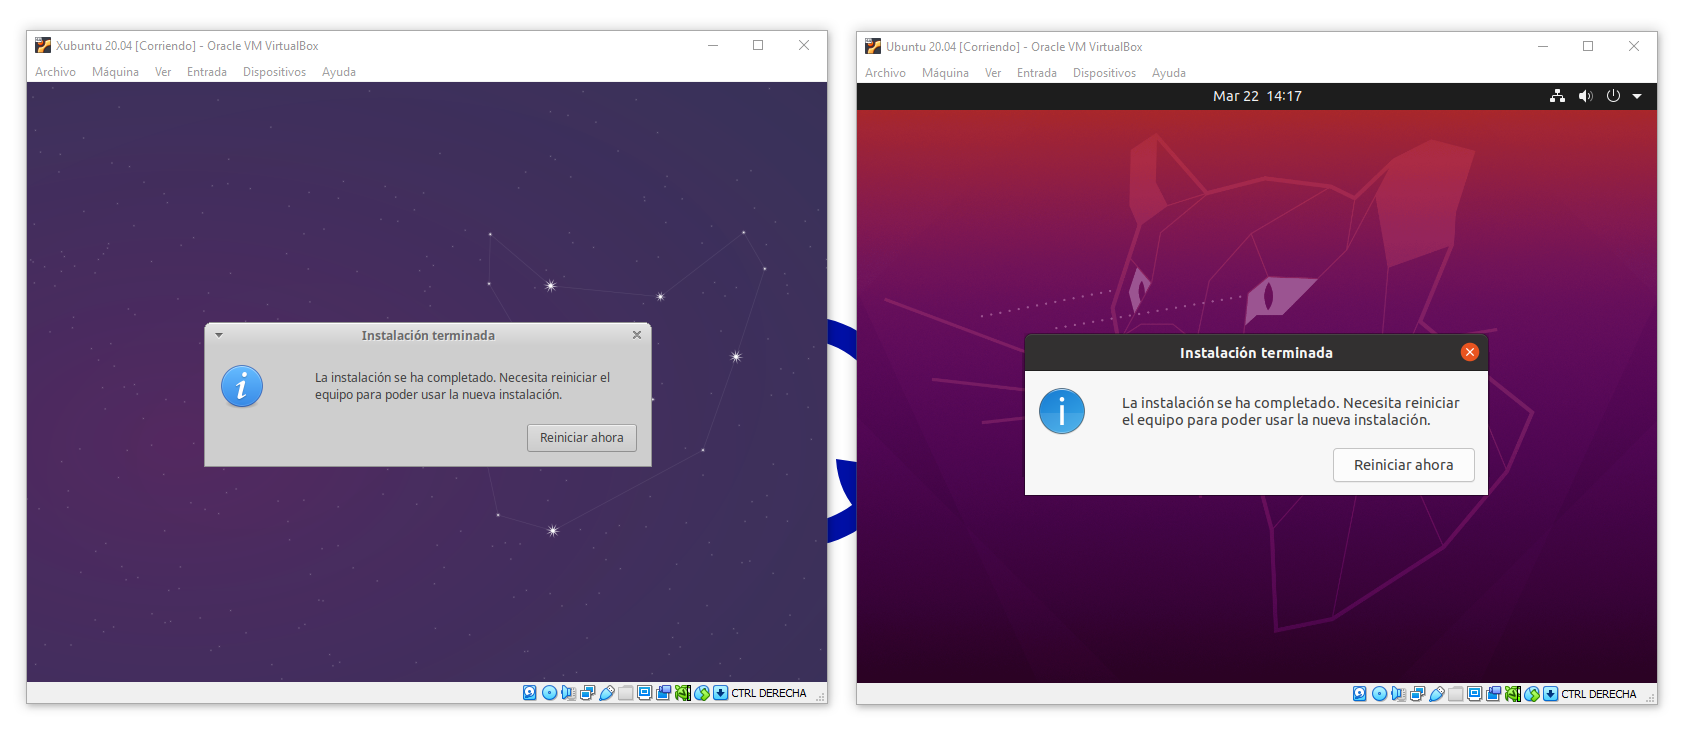 Xubuntu 20.04 [Corriendo] - Oracle VM VirtualBox
Archivo Máquina Ver Entrada Dispositivos Ayuda
Instalación terminada
La instalación se ha completado. Necesita reiniciar el
equipo para poder usar la nueva instalación.
Reiniciar ahora
CTRL DERECHA
Ubuntu 20.04 [Corriendo] - Oracle VM VirtualBox
Archivo Máquina Ver Entrada Dispositivos Ayuda
Mar 22 14:17
Instalación terminada
La instalación se ha completado. Necesita reiniciar
el equipo para poder usar la nueva instalación.
Reiniciar ahora
CTRL DERECHA